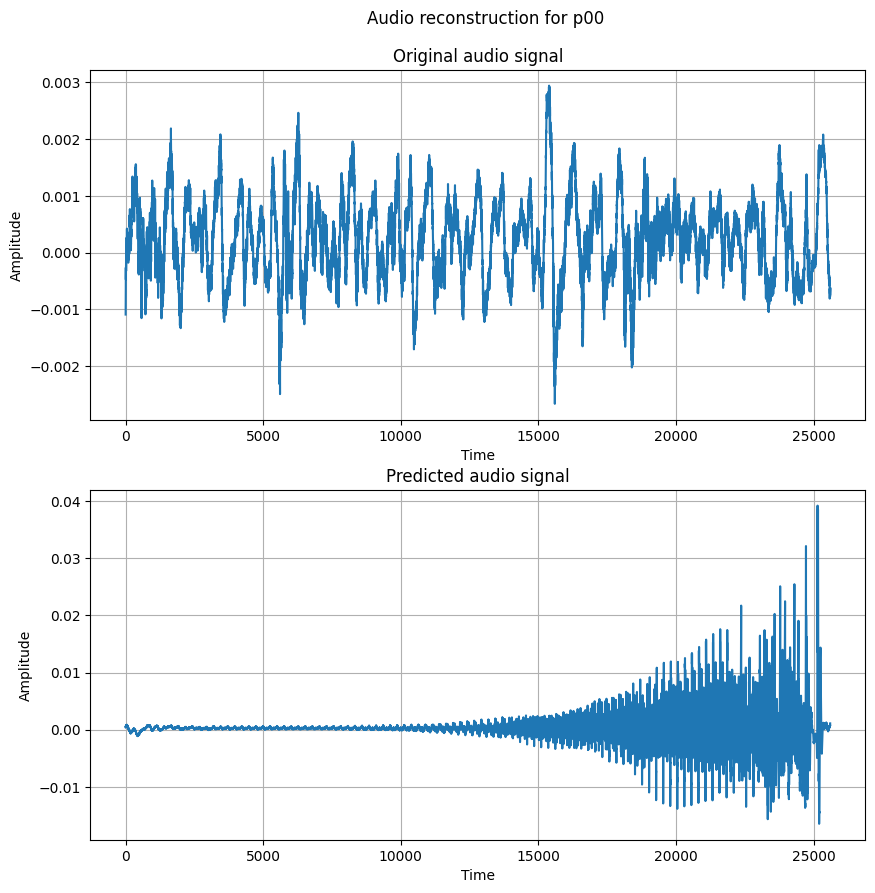 Audio reconstruction for p00
Original audio signal
0.003
0.002
0.001
0.000
−0.001
−0.002
Amplitude
0 5000 10000 15000 20000 25000
Time
Predicted audio signal
0.04
0.03
0.02
0.01
0.00
−0.01
Amplitude
0 5000 10000 15000 20000 25000
Time